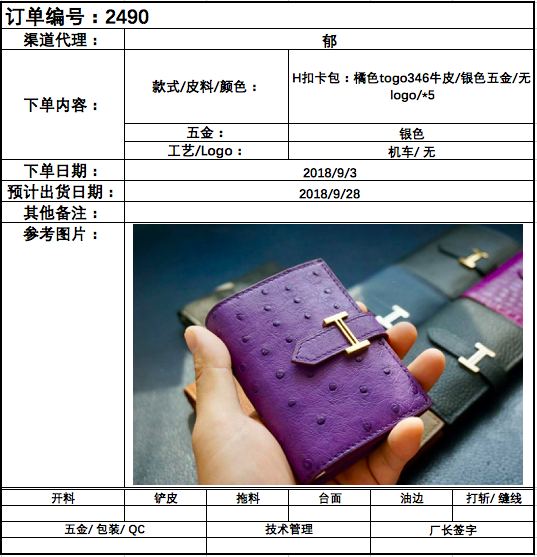 订单编号：2490
渠道代理：
郁
下单内容：
款式/皮料/颜色：
H扣卡包：橘色togo346牛皮/银色五金/无
logo/*5
五金：
银色
工艺/Logo：
机车/ 无
下单日期：
2018/9/3
预计出货日期：
2018/9/28
其他备注：
参考图片：
开料
铲皮
拖料
台面
油边
打斩/ 缝线
五金/ 包装/ QC
技术管理
厂长签字